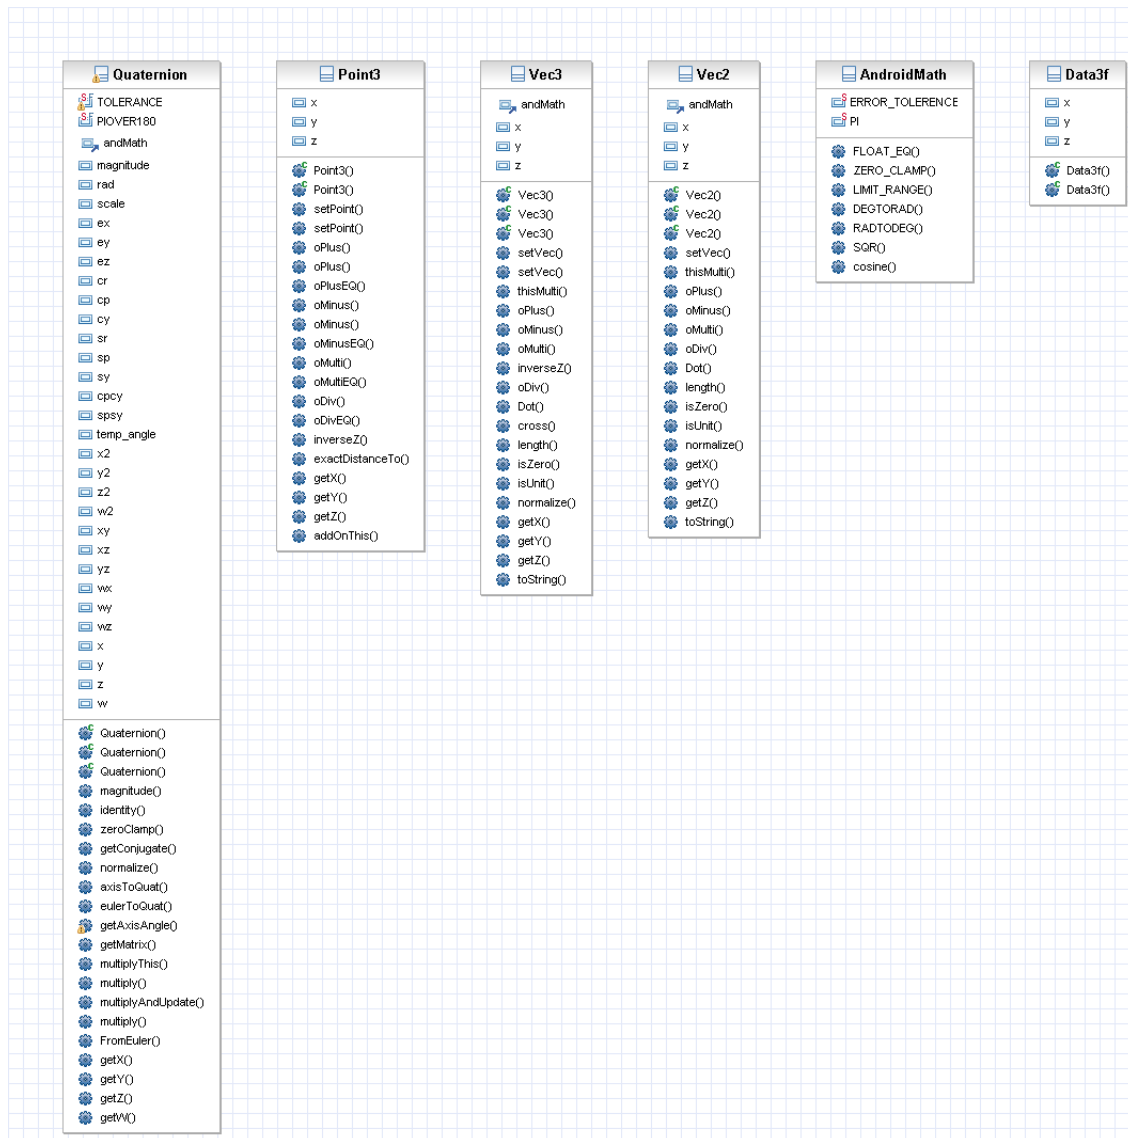 Quaternion
TOLERANCE
PIOVER180
andMath
magnitude
rad
scale
ex
ey
ez
cr
cp
cy
sr
sp
sy
cpcy
spsy
temp_angle
x2
y2
z2
w2
xy
xz
yz
wx
wy
wz
x
y
z
w
Quaternion()
Quaternion()
Quaternion()
magnitude()
identity()
zeroClamp()
getConjugate()
normalize()
axisToQuat()
eulerToQuat()
getAxisAngle()
getMatrix()
multiplyThis()
multiply()
multiplyAndUpdate()
multiply()
FromEuler()
getX()
getY()
getZ()
getW()
Point3
x
y
z
Point3()
Point3()
setPoint()
setPoint()
oPlus()
oPlus()
oPlusEQ()
oMinus()
oMinus()
oMinusEQ()
oMulti()
oMultiEQ()
oDiv()
oDivEQ()
inverseZ()
exactDistanceTo()
getX()
getY()
getZ()
addOnThis()
Vec3
andMath
x
y
z
Vec3()
Vec3()
Vec3()
setVec()
setVec()
thisMulti()
oPlus()
oMinus()
oMulti()
inverseZ()
oDiv()
Dot()
cross()
length()
isZero()
isUnit()
normalize()
getX()
getY()
getZ()
toString()
Vec2
andMath
x
y
z
Vec2()
Vec2()
Vec2()
setVec()
thisMulti()
oPlus()
oMinus()
oMulti()
oDiv()
Dot()
length()
isZero()
isUnit()
normalize()
getX()
getY()
getZ()
toString()
AndroidMath
ERROR_TOLERENCE
PI
FLOAT_EQ()
ZERO_CLAMP()
LIMIT_RANGE()
DEGTORAD()
RADTODEG()
SQR()
cosine()
Data3f
x
y
z
Data3f()
Data3f()